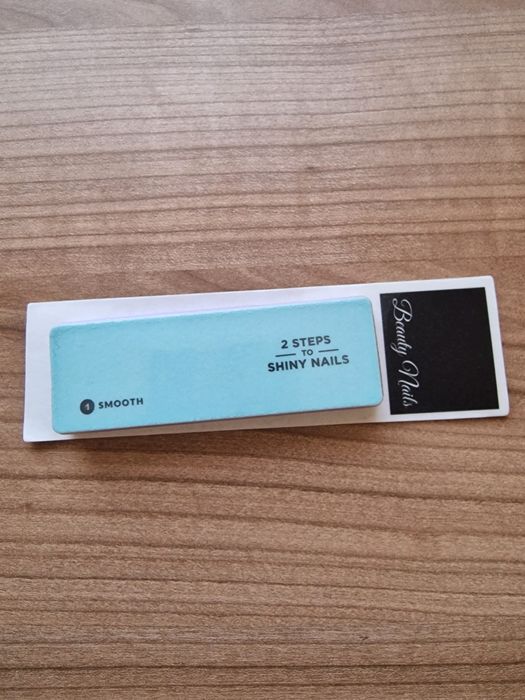 2 STEPS
TO
SHINY NAILS
1 SMOOTH
Beauty Nails